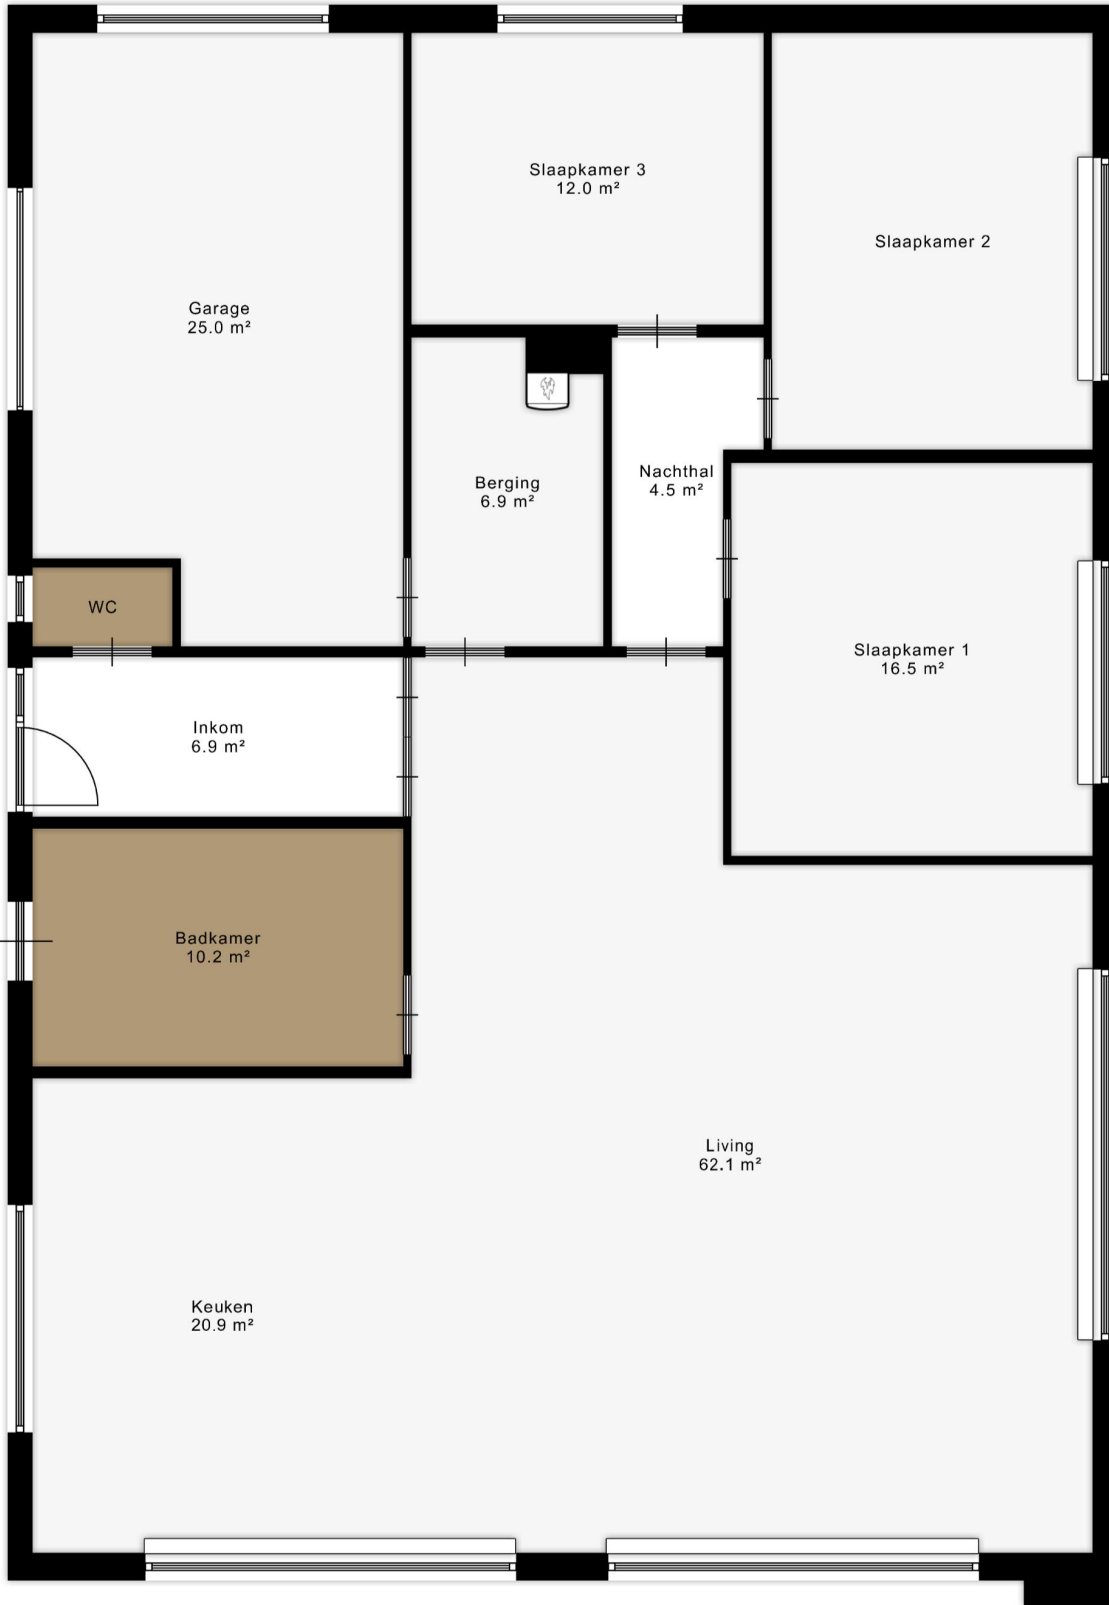 Slaapkamer 3
12.0 m²
Slaapkamer 2
Garage
25.0 m²
Berging
6.9 m²
Nachthal
4.5 m²
WC
Slaapkamer 1
16.5 m²
Inkom
6.9 m²
Badkamer
10.2 m²
Living
62.1 m²
Keuken
20.9 m²